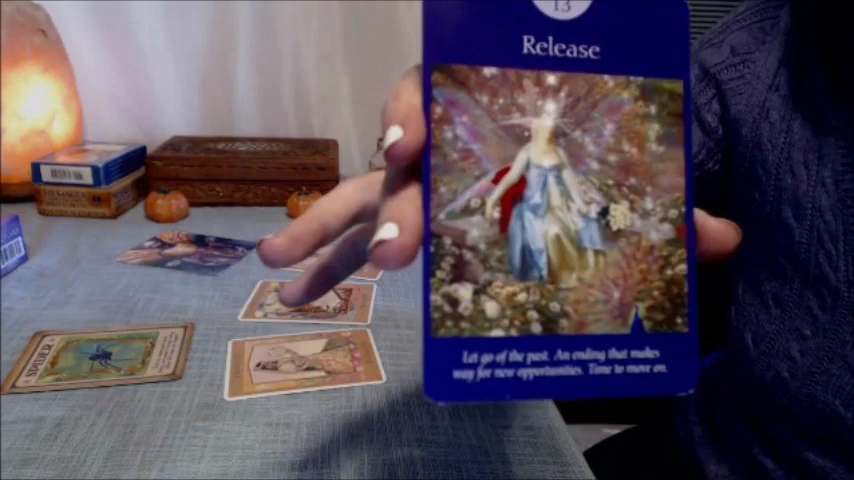 13
Release
Let go of the past. An ending that makes
way for new opportunities. Time to move on.
SPIDER